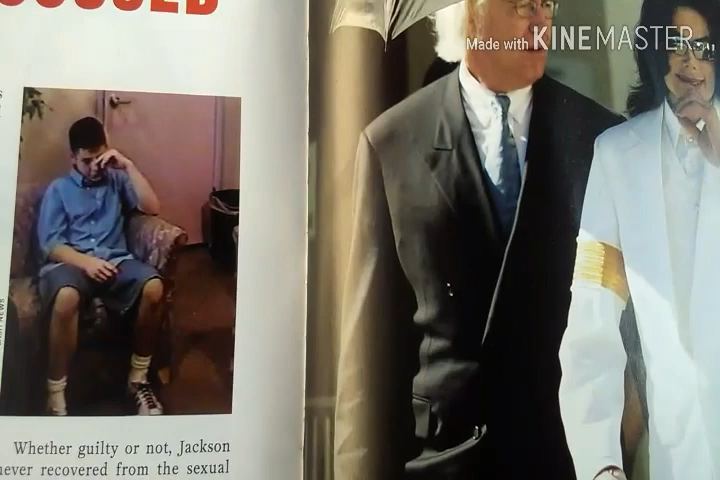 Made with KINEMASTER
Whether guilty or not, Jackson
never recovered from the sexual